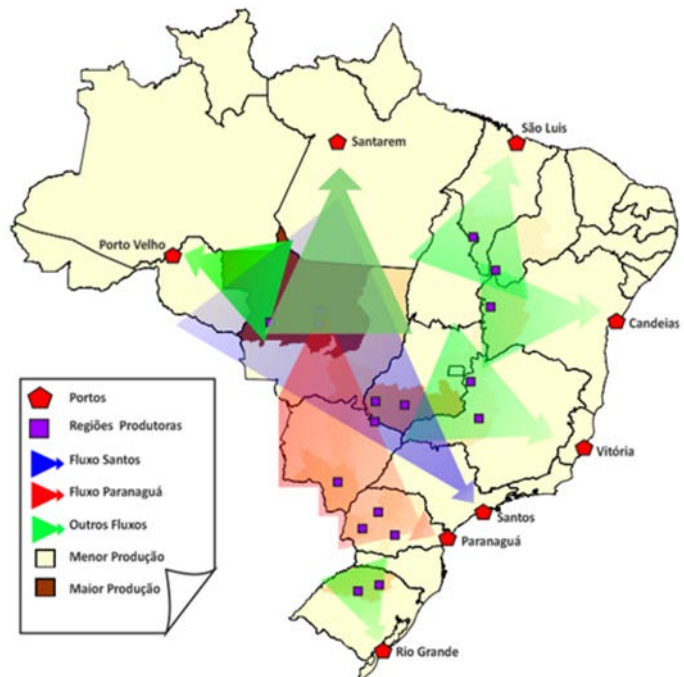 São Luis
Santarem
Porto Velho
Candeias
Vitória
Santos
Paranaguá
Rio Grande
Portos
Regiões Produtoras
Fluxo Santos
Fluxo Paranaguá
Outros Fluxos
Menor Produção
Maior Produção